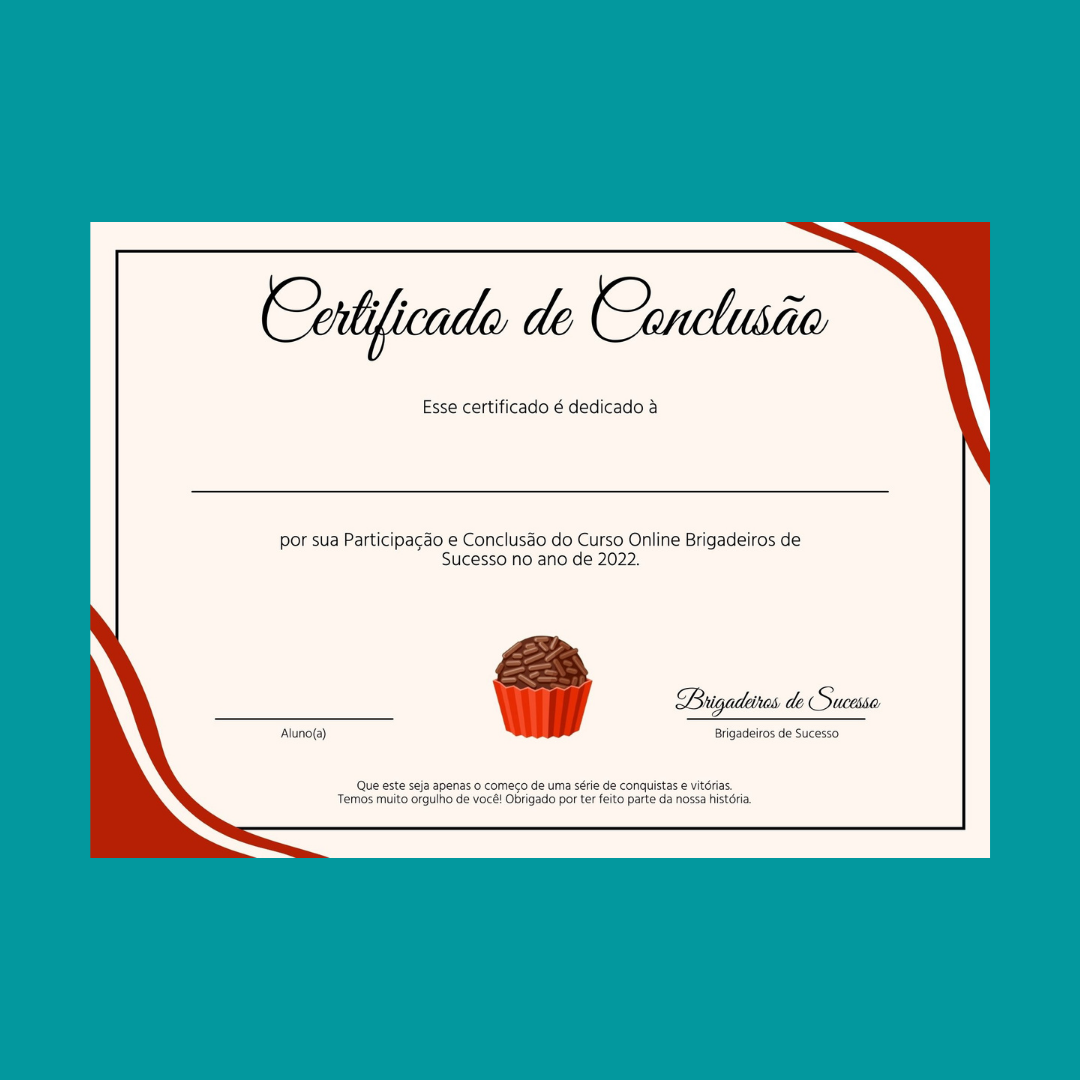 Certificado de Conclusão
Esse certificado é dedicado à
por sua Participação e Conclusão do Curso Online Brigadeiros de
Sucesso no ano de 2022.
Brigadeiros de Sucesso
Aluno(a)
Brigadeiros de Sucesso
Que este seja apenas o começo de uma série de conquistas e vitórias.
Temos muito orgulho de você! Obrigado por ter feito parte da nossa história.